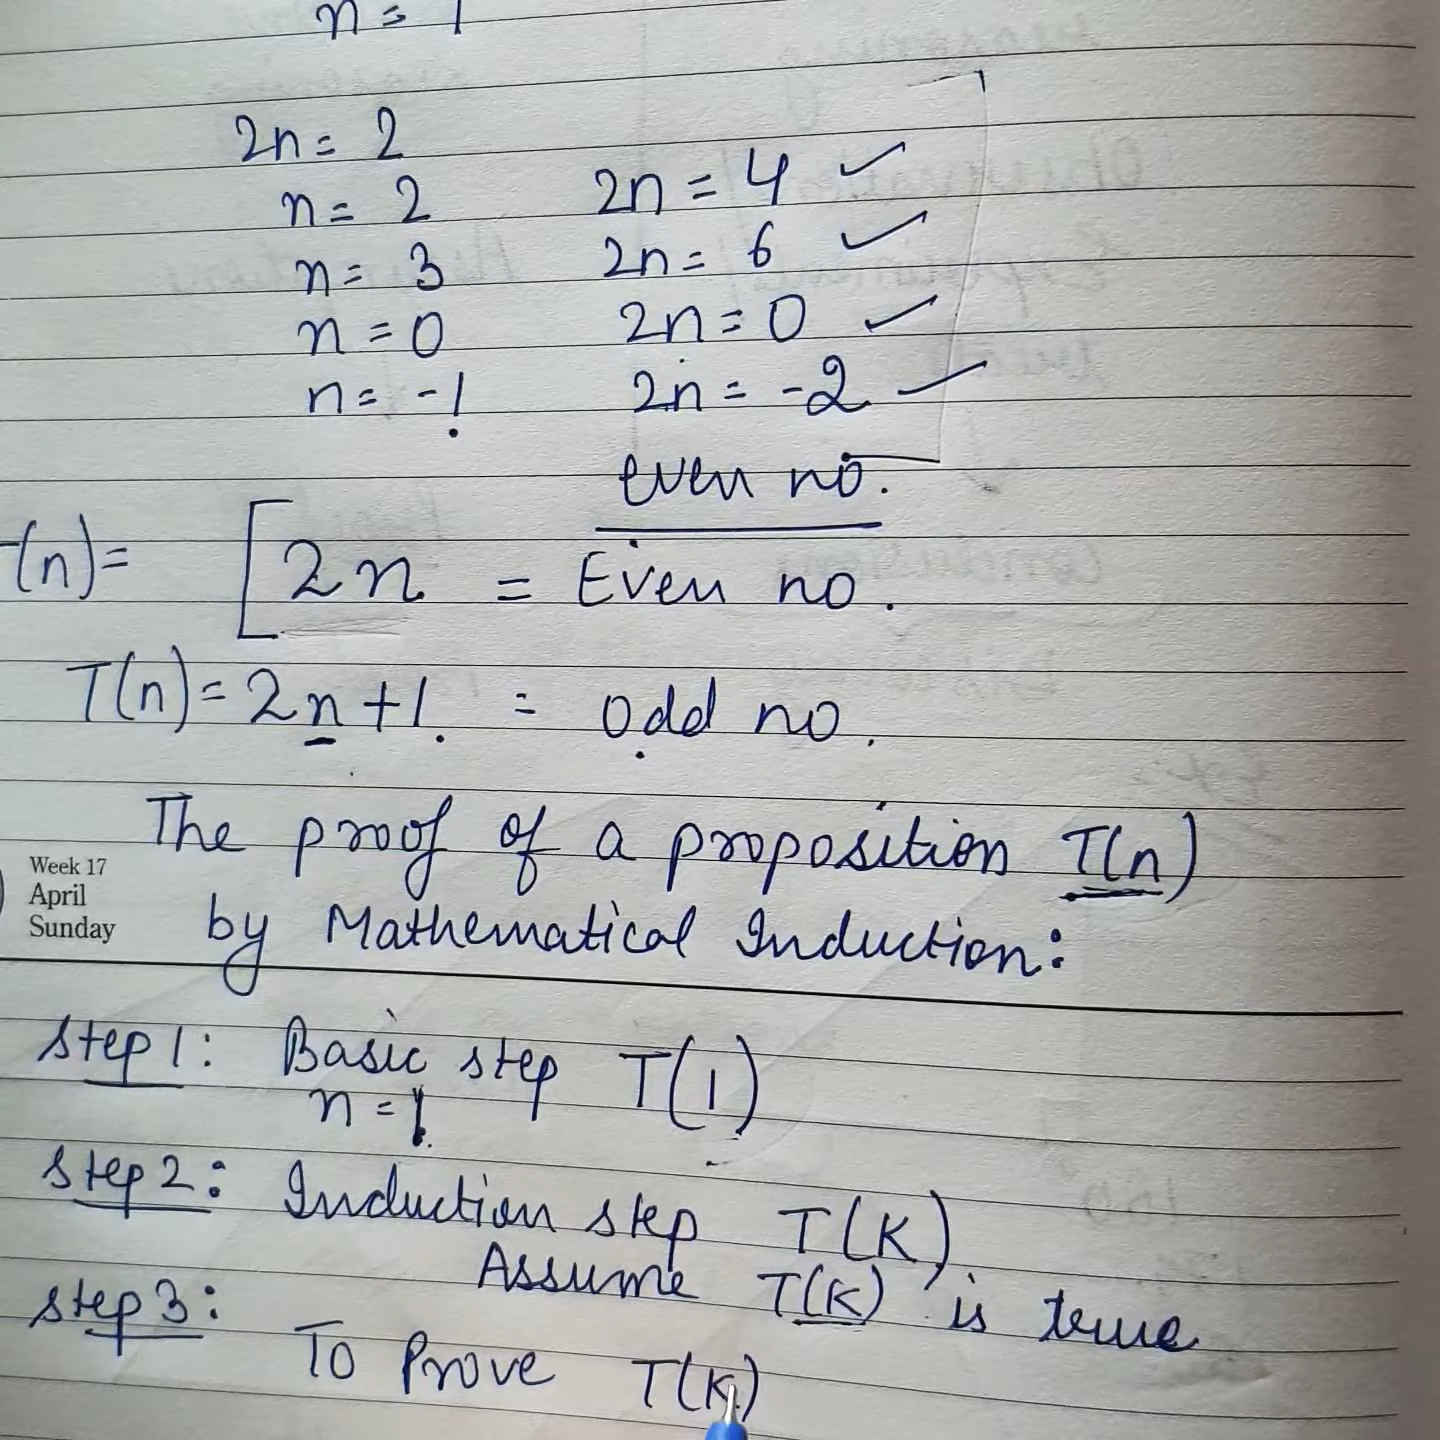 n = 1
2n = 2
n = 2 2n = 4 ✓
n = 3 2n = 6 ✓
n = 0 2n = 0 ✓
n = -1 2n = -2 ✓
even no.
(n) = [2n = Even no.
T(n) = 2n+1 = odd no.
The proof of a proposition T(n)
Week 17
April
Sunday
by Mathematical Induction:
Step 1: Basic step T(1)
n = 1
Step 2: Induction step T(K)
Assume T(K) is true
Step 3:
To Prove T(K)